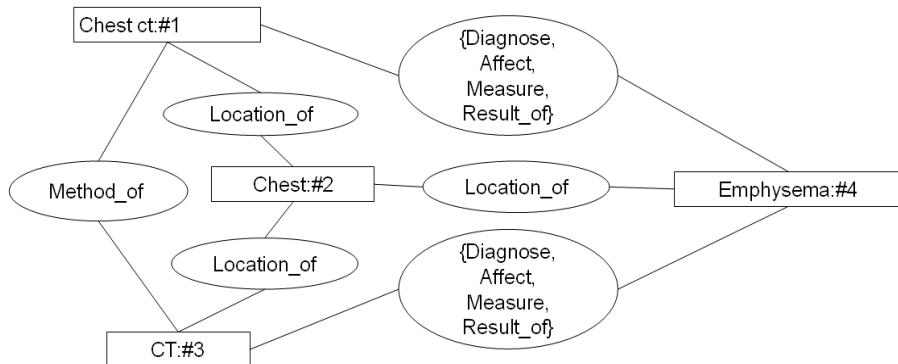 Chest ct:#1
{Diagnose,
Affect,
Measure,
Result_of}
Location_of
Method_of
Chest:#2
Location_of
Emphysema:#4
Location_of
{Diagnose,
Affect,
Measure,
Result_of}
CT:#3